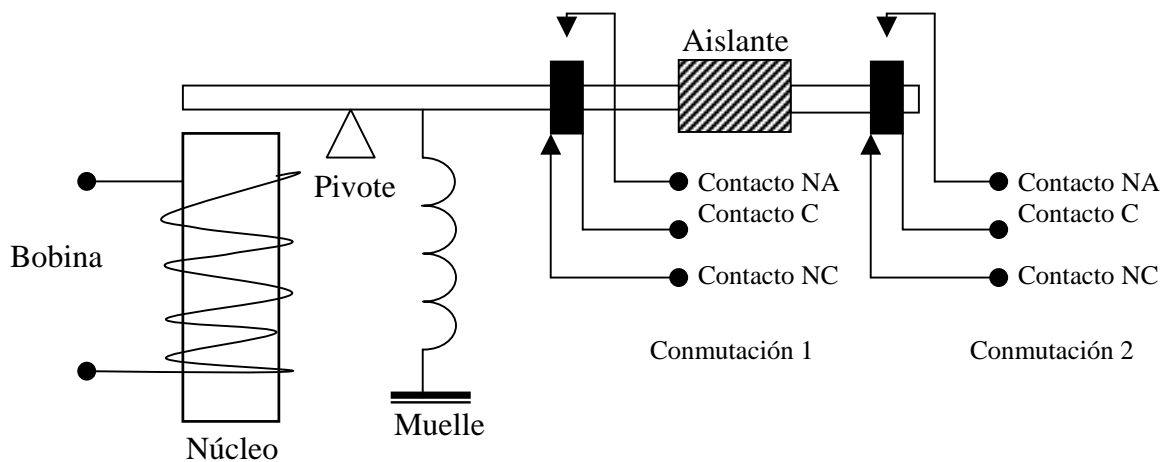 Aislante
Pivote
Bobina
Contacto NA
Contacto C
Contacto NC
Contacto NA
Contacto C
Contacto NC
Conmutación 1
Conmutación 2
Muelle
Núcleo